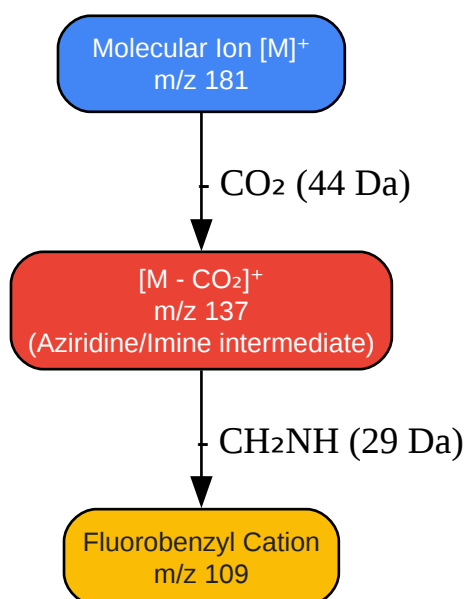 Molecular Ion [M]⁺
m/z 181
- CO₂ (44 Da)
[M - CO₂]⁺
m/z 137
(Aziridine/Imine intermediate)
- CH₂NH (29 Da)
Fluorobenzyl Cation
m/z 109